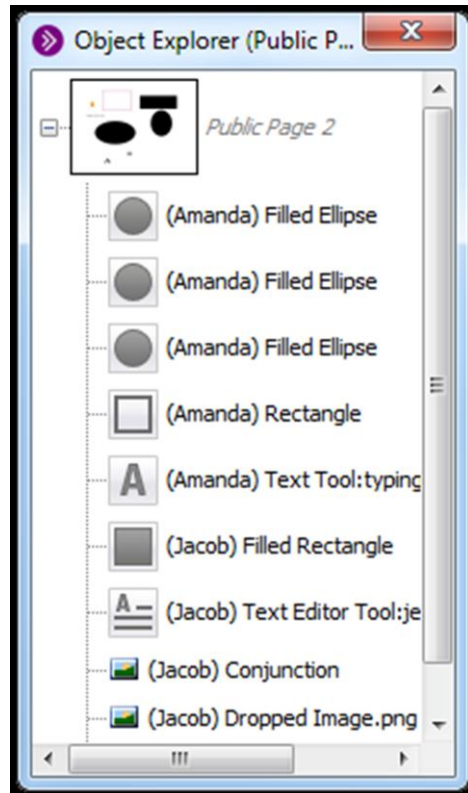 Object Explorer (Public P...
Public Page 2
(Amanda) Filled Ellipse
(Amanda) Filled Ellipse
(Amanda) Filled Ellipse
(Amanda) Rectangle
A (Amanda) Text Tool:typing
(Jacob) Filled Rectangle
A (Jacob) Text Editor Tool:je
(Jacob) Conjunction
(Jacob) Dropped Image.png